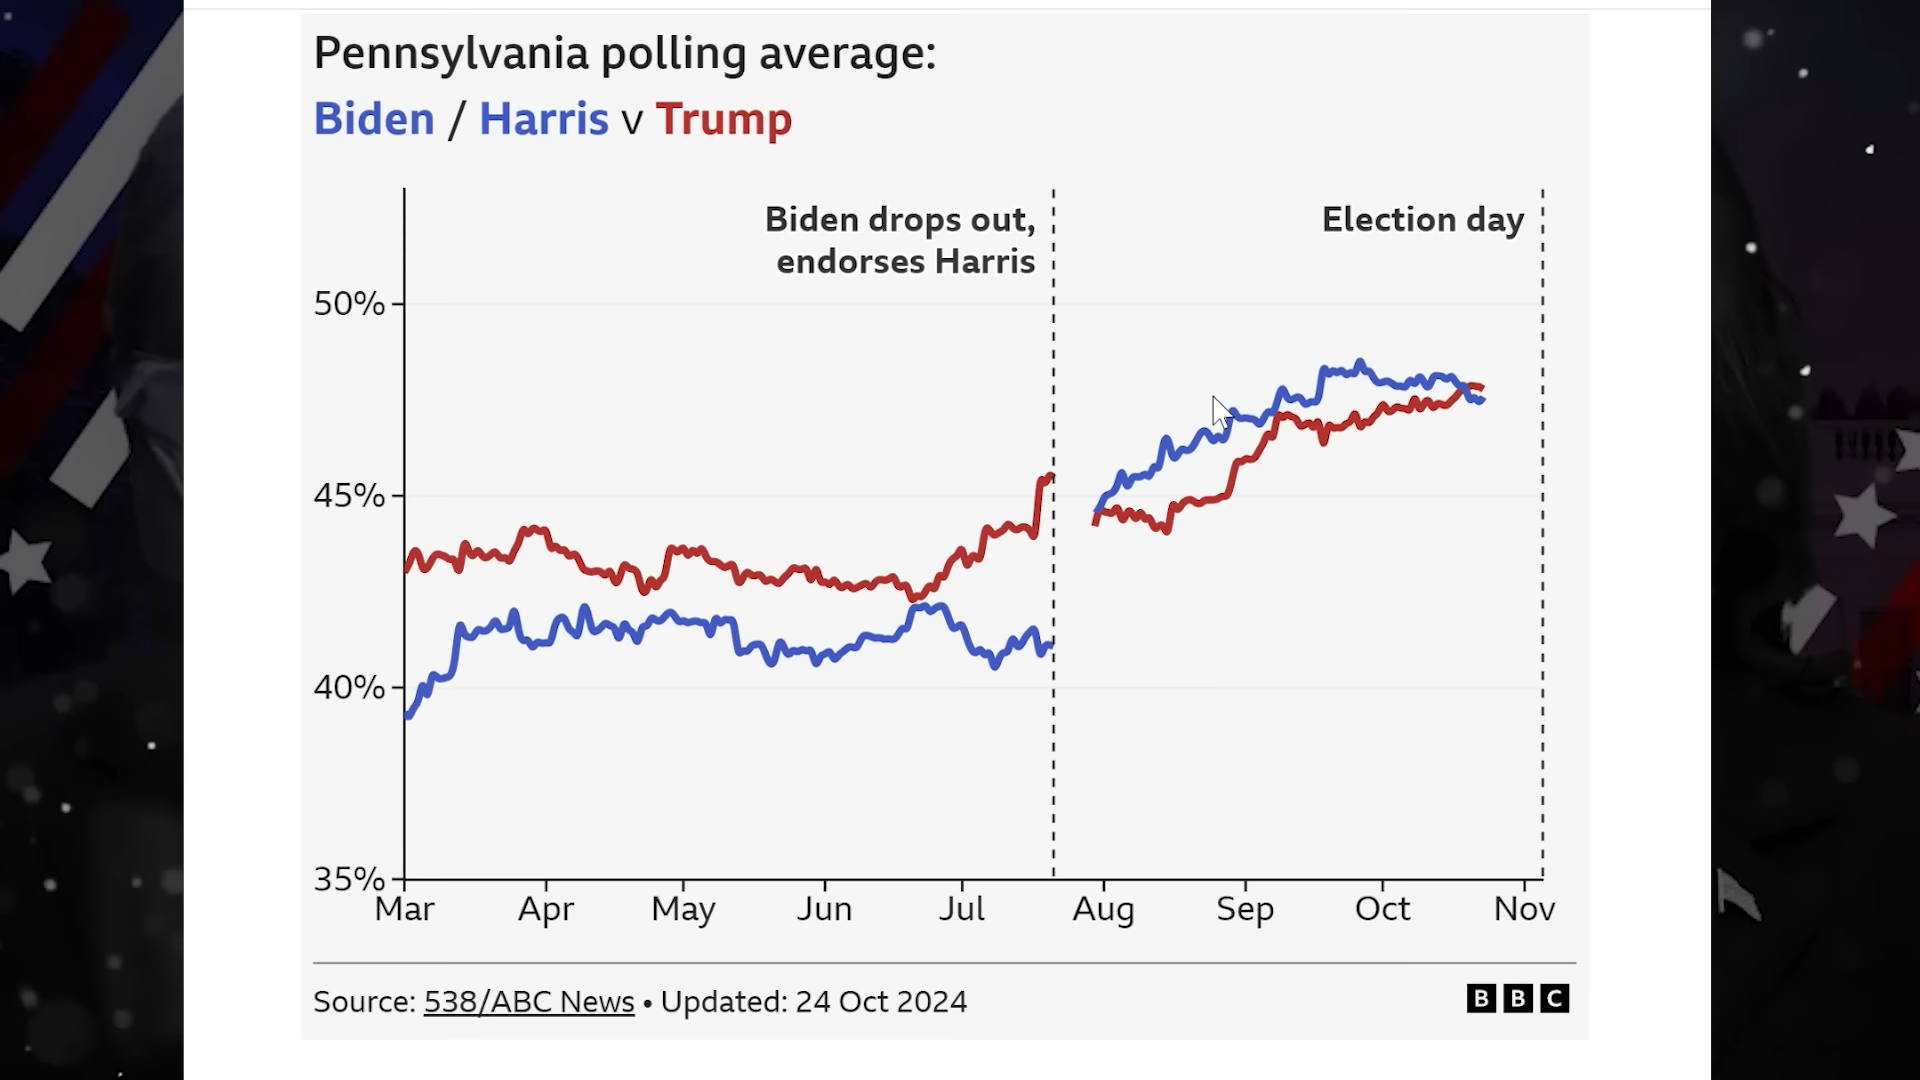 Pennsylvania polling average:
Biden / Harris v Trump
Biden drops out,
endorses Harris
Election day
50%
45%
40%
35%
Mar Apr May Jun Jul Aug Sep Oct Nov
Source: 538/ABC News • Updated: 24 Oct 2024
BBC